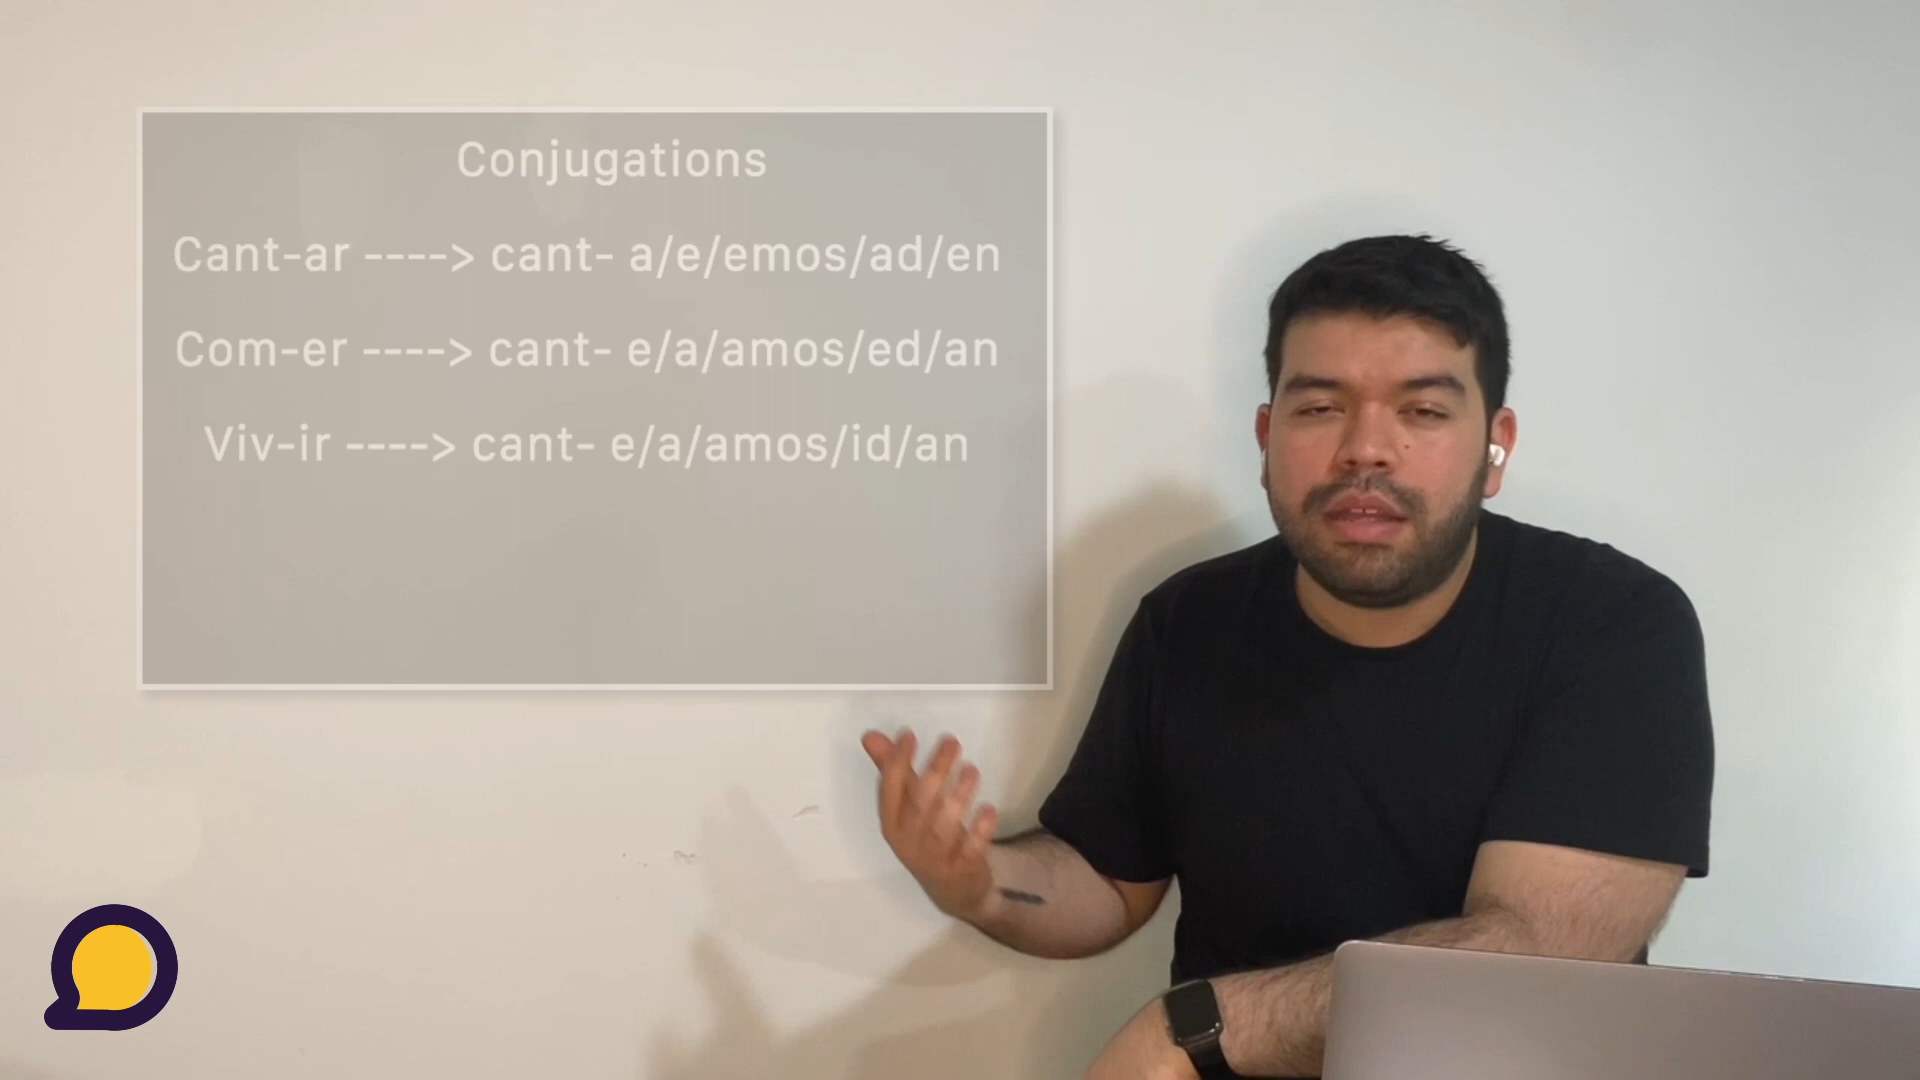 Conjugations
Cant-ar ----> cant- a/e/emos/ad/en
Com-er ----> cant- e/a/amos/ed/an
Viv-ir ----> cant- e/a/amos/id/an